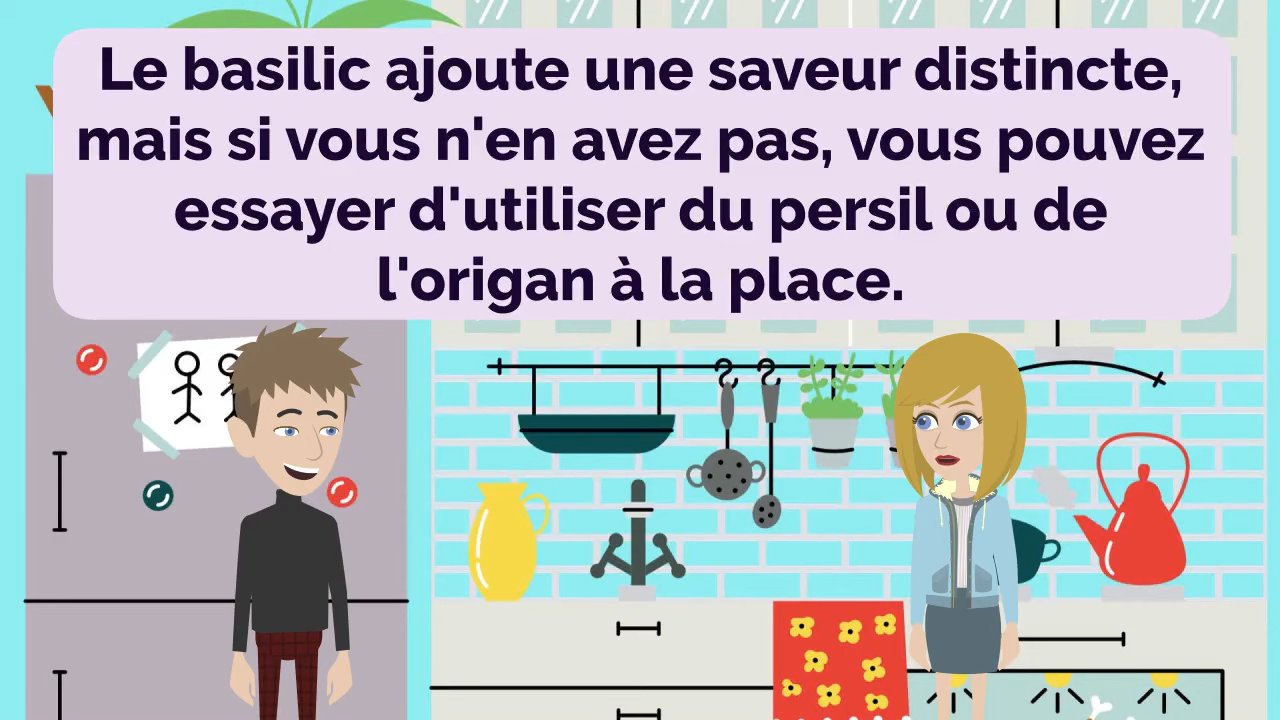 Le basilic ajoute une saveur distincte,
mais si vous n'en avez pas, vous pouvez
essayer d'utiliser du persil ou de
l'origan à la place.